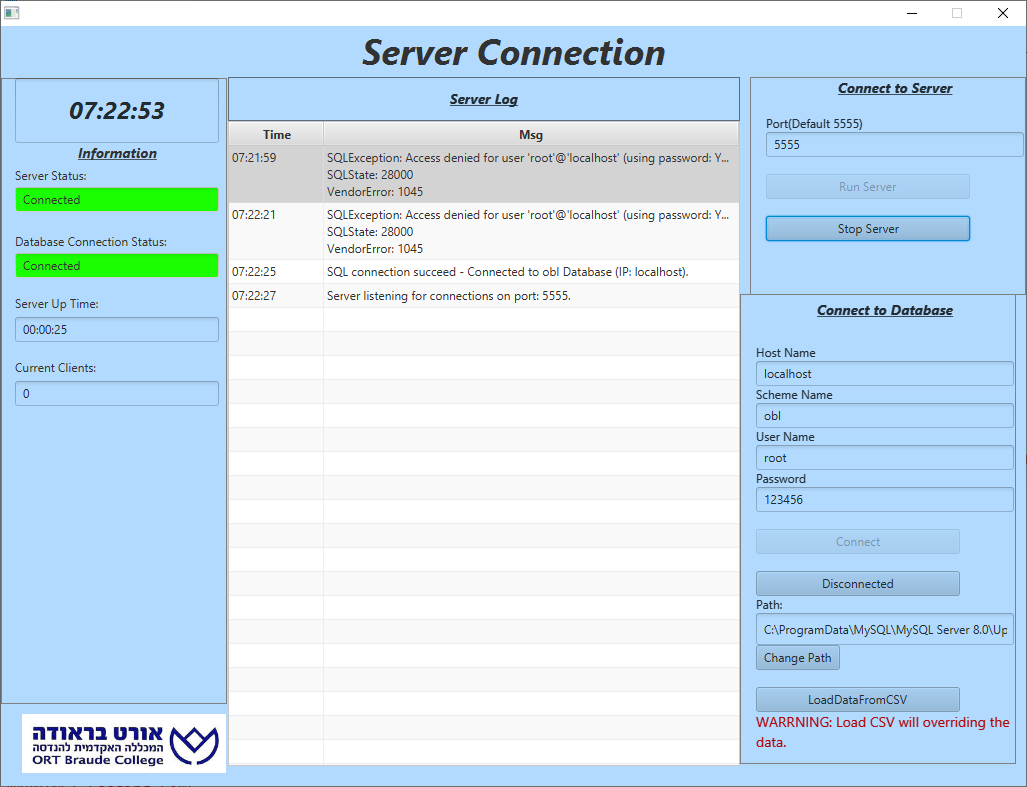 Server Connection
07:22:53
Information
Server Status:
Connected
Database Connection Status:
Connected
Server Up Time:
00:00:25
Current Clients:
0
אורט בראודה
המכללה האקדמית להנדסה
ORT Braude College
Server Log
Time Msg
07:21:59 SQLException: Access denied for user 'root'@'localhost' (using password: Y...
SQLState: 28000
VendorError: 1045
07:22:21 SQLException: Access denied for user 'root'@'localhost' (using password: Y...
SQLState: 28000
VendorError: 1045
07:22:25 SQL connection succeed - Connected to obl Database (IP: localhost).
07:22:27 Server listening for connections on port: 5555.
Connect to Server
Port(Default 5555)
5555
Run Server
Stop Server
Connect to Database
Host Name
localhost
Scheme Name
obl
User Name
root
Password
123456
Connect
Disconnected
Path:
C:\ProgramData\MySQL\MySQL Server 8.0\Up
Change Path
LoadDataFromCSV
WARRNING: Load CSV will overriding the
data.